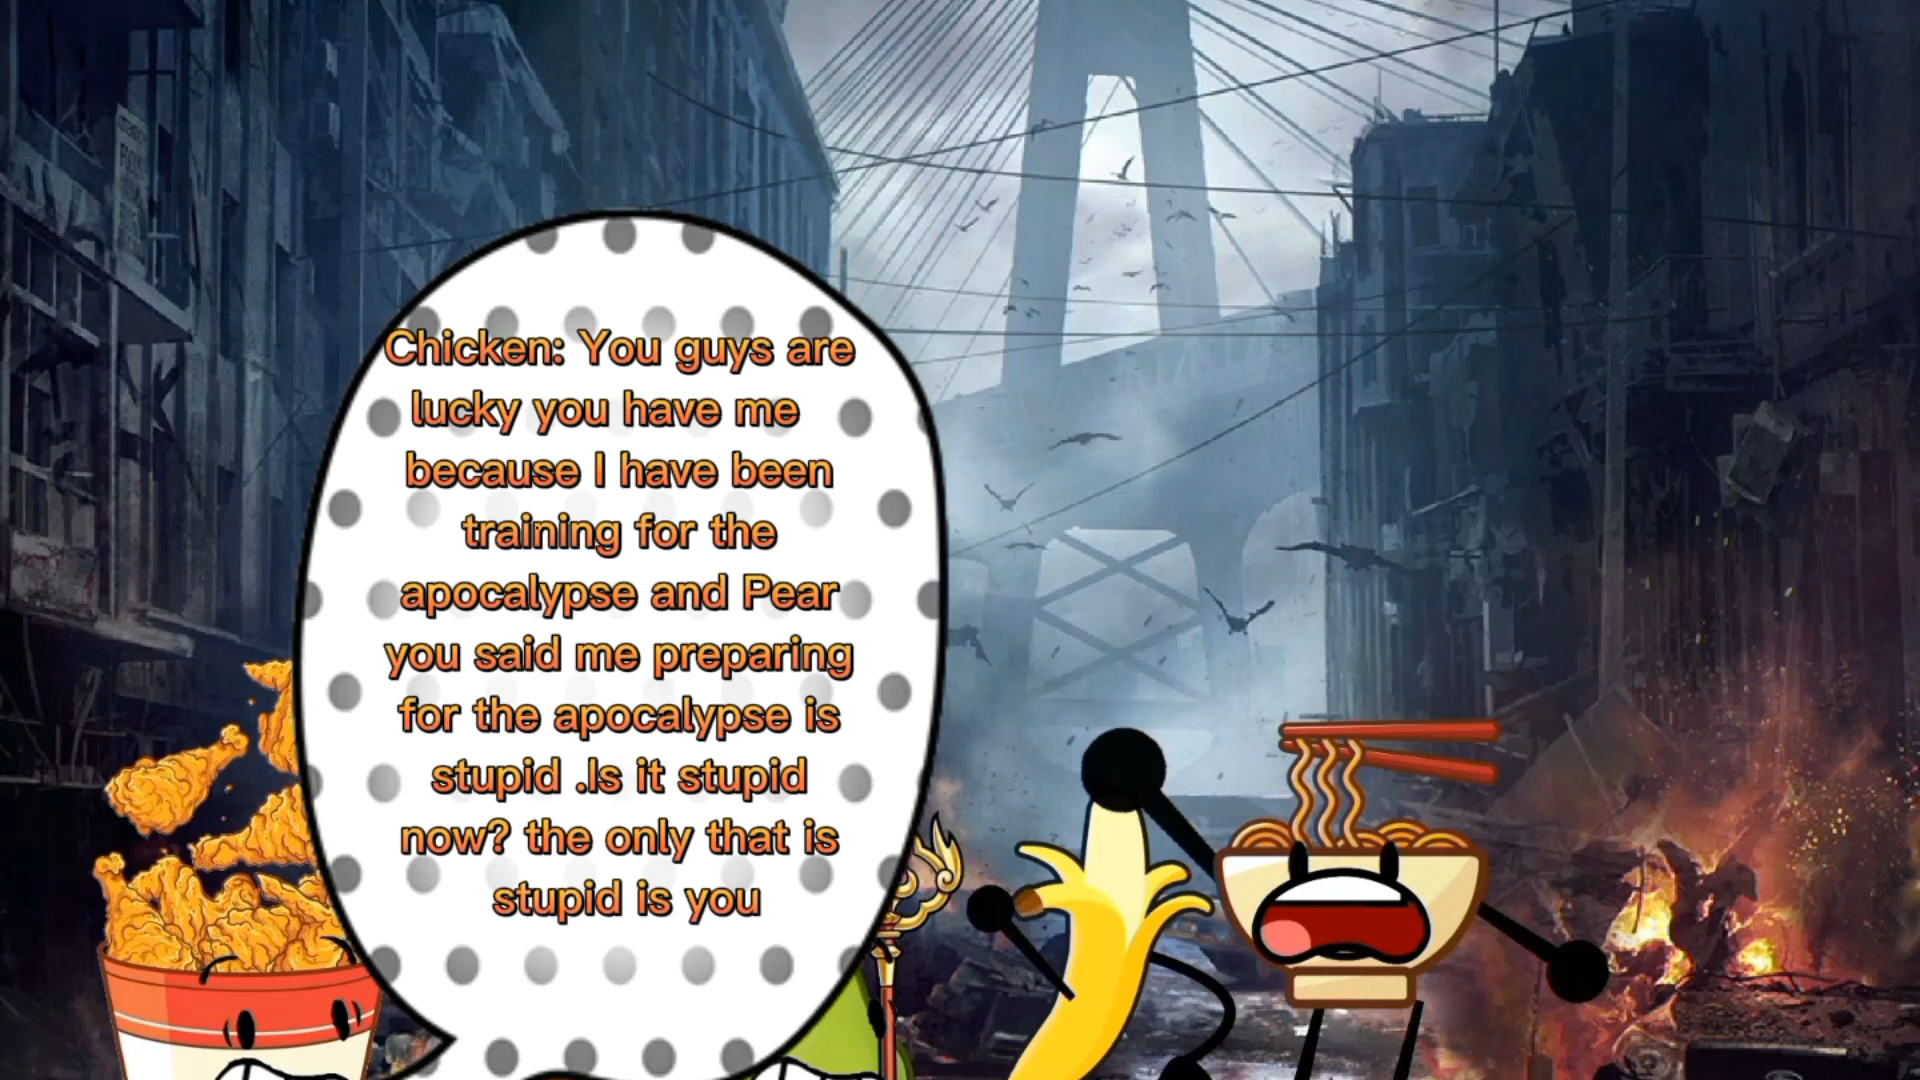 Chicken: You guys are
lucky you have me
because I have been
training for the
apocalypse and Pear
you said me preparing
for the apocalypse is
stupid .Is it stupid
now? the only that is
stupid is you